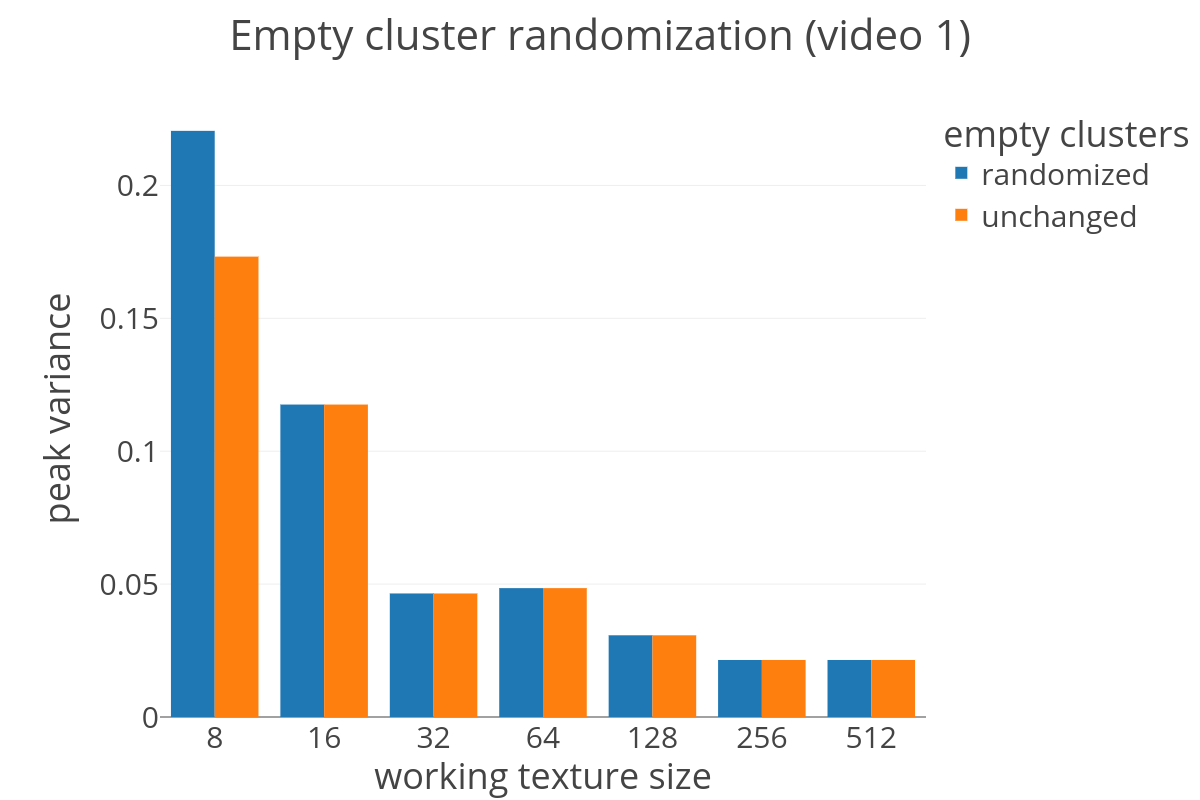 Empty cluster randomization (video 1)
empty clusters
randomized
unchanged
peak variance
0.2
0.15
0.1
0.05
0
8 16 32 64 128 256 512
working texture size